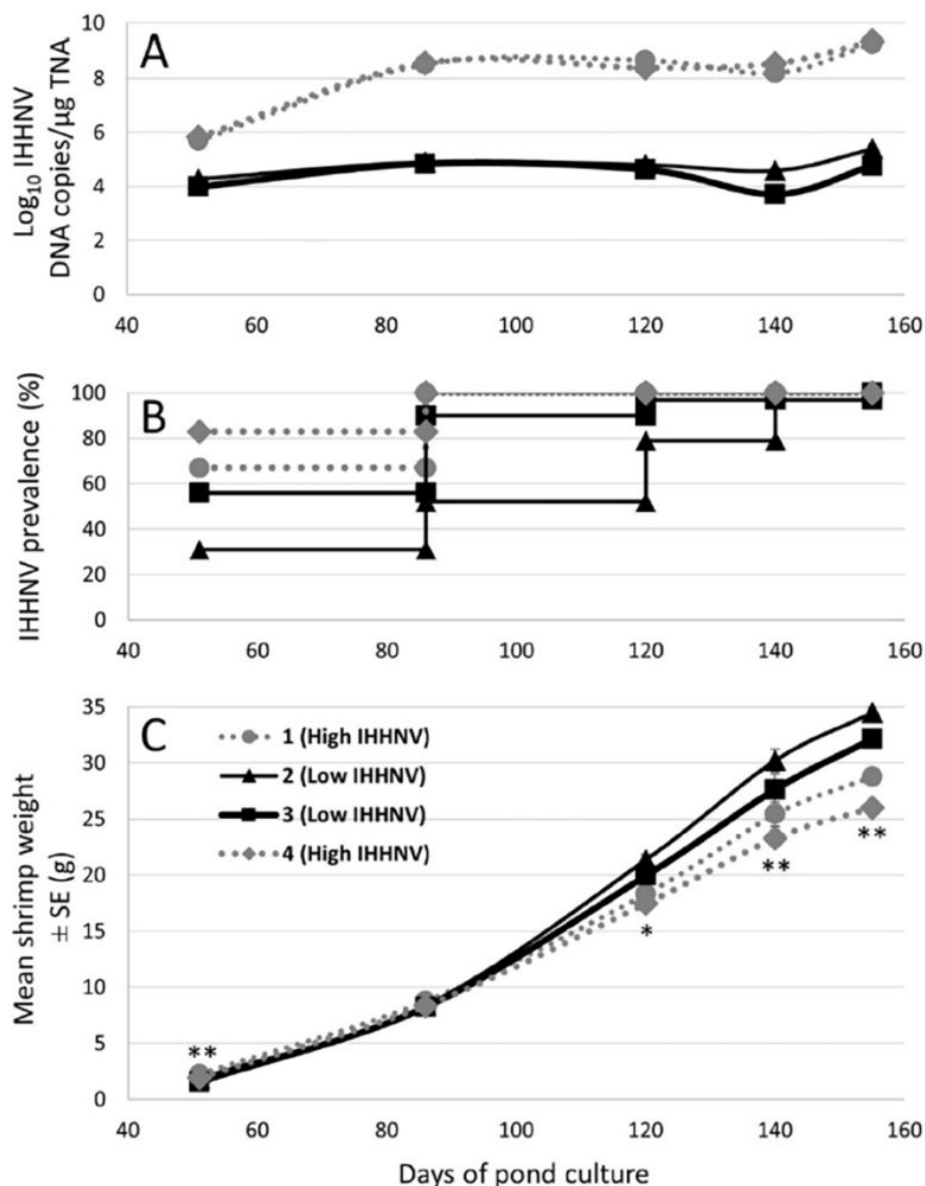 A
Log₁₀ IHHNV
DNA copies/µg TNA
10
8
6
4
2
0
40 60 80 100 120 140 160
B
IHHNV prevalence (%)
100
80
60
40
20
0
40 60 80 100 120 140 160
C
Mean shrimp weight
± SE (g)
35
30
25
20
15
10
5
0
1 (High IHHNV)
2 (Low IHHNV)
3 (Low IHHNV)
4 (High IHHNV)
**
*
**
**
40 60 80 100 120 140 160
Days of pond culture